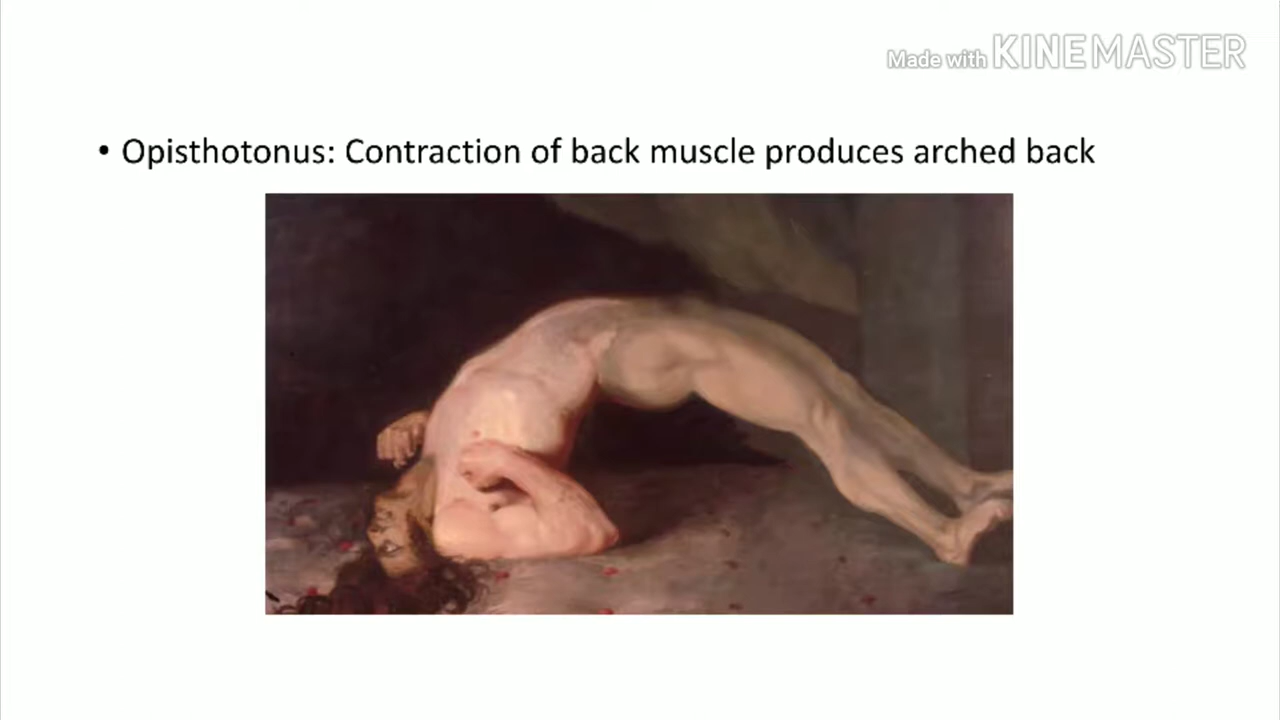 Made with KINEMASTER
• Opisthotonus: Contraction of back muscle produces arched back